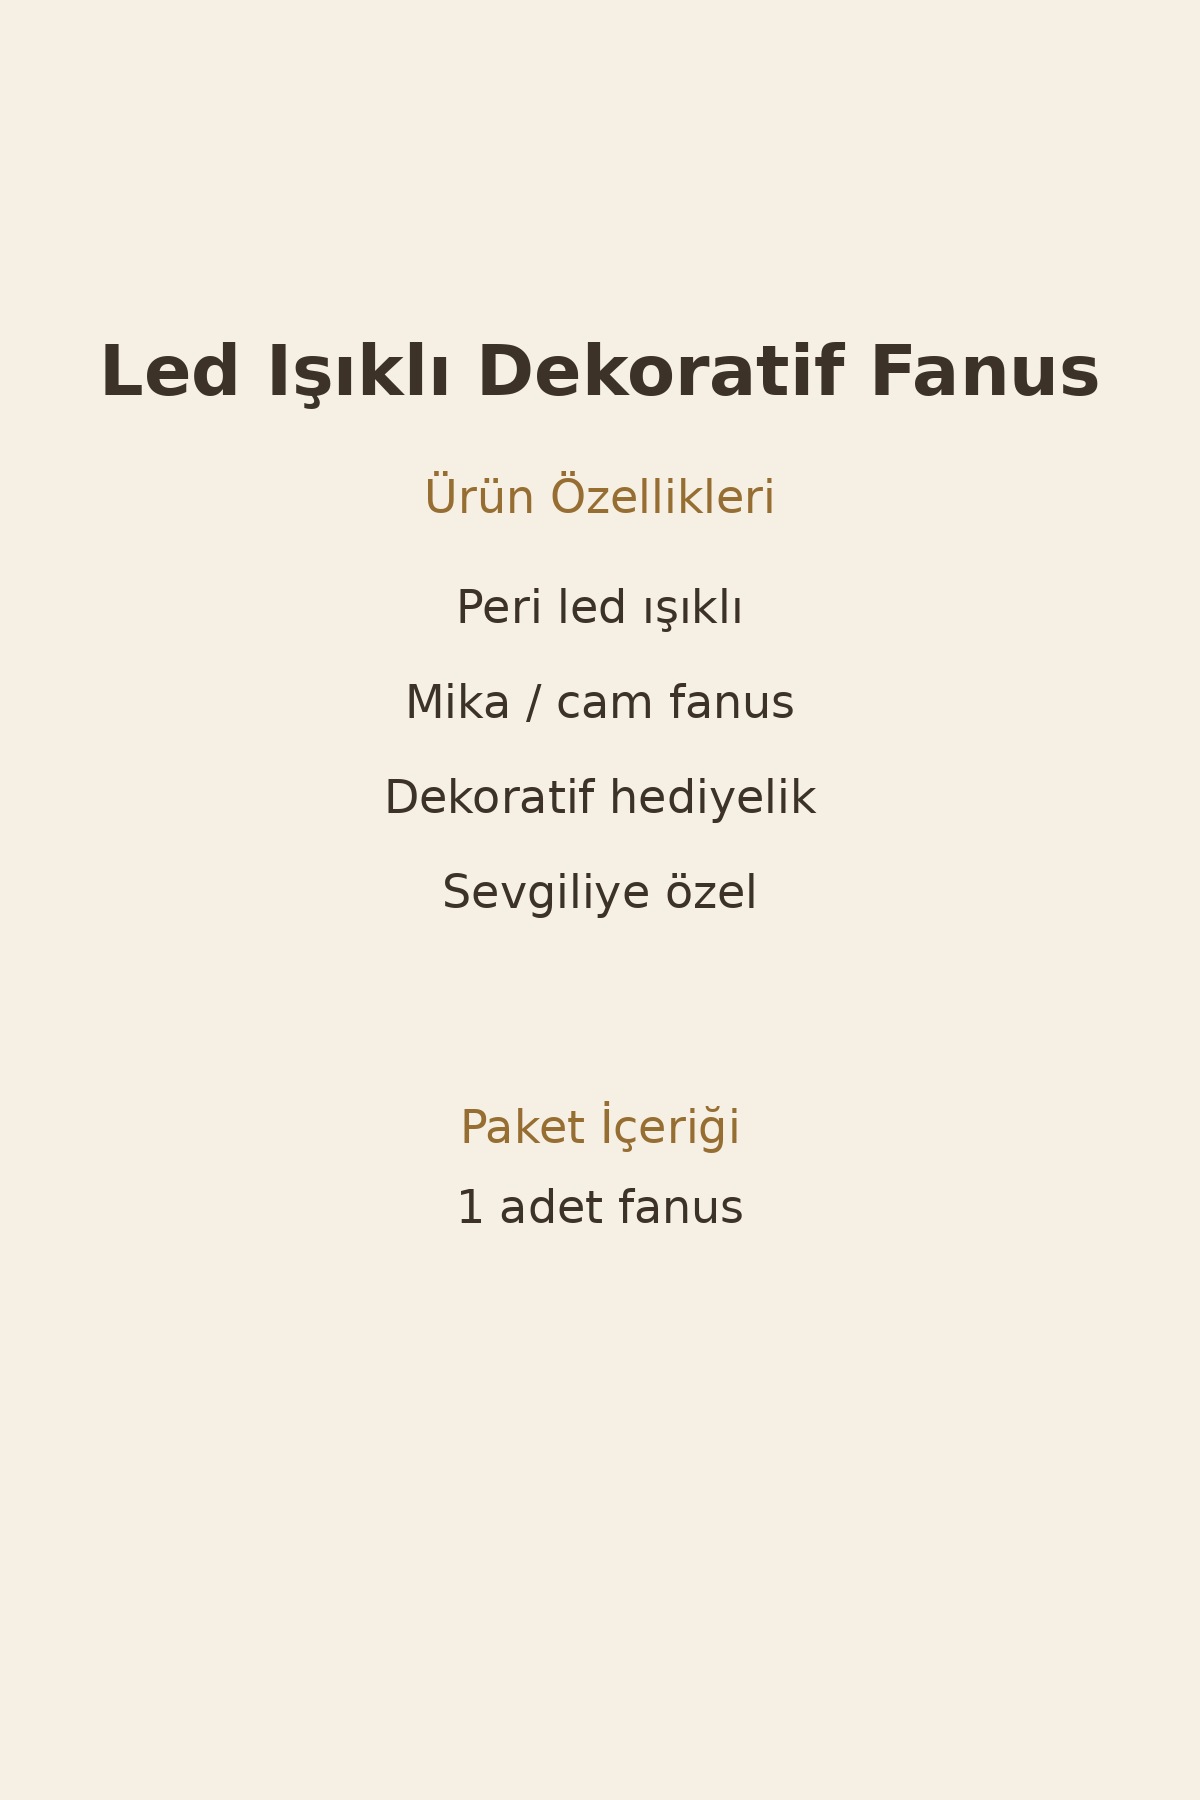 Led Işıklı Dekoratif Fanus
Ürün Özellikleri
Peri led ışıklı
Mika / cam fanus
Dekoratif hediyelik
Sevgiliye özel
Paket İçeriği
1 adet fanus